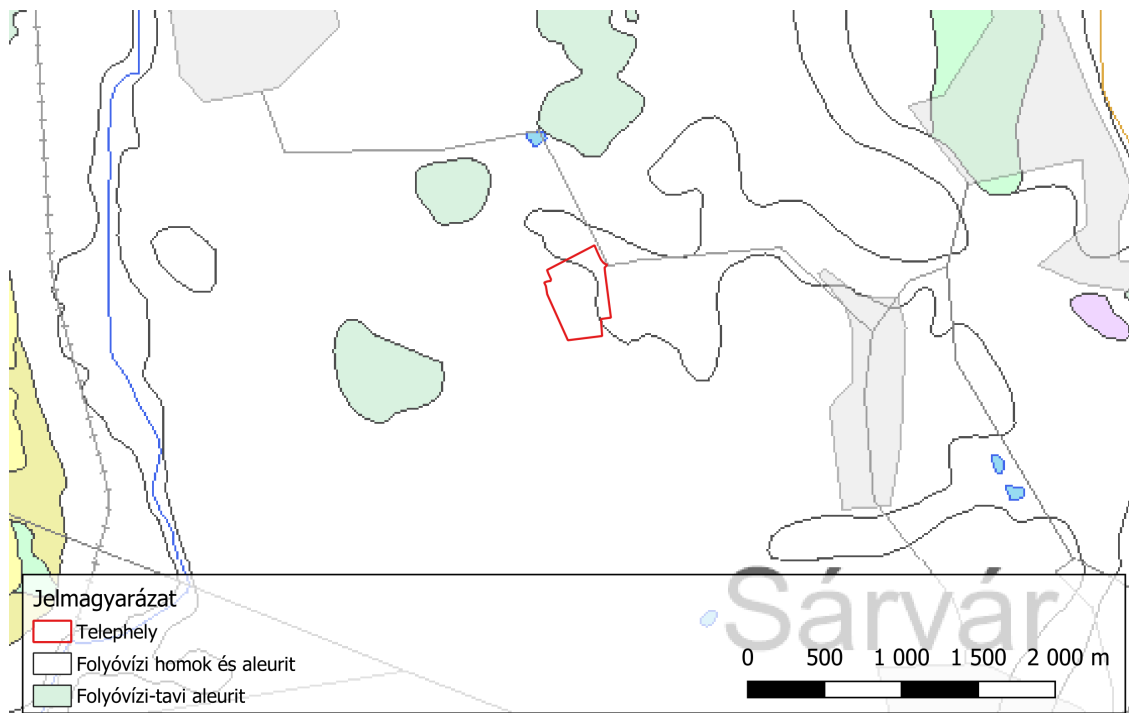 Sárvár
Jelmagyarázat
Telephely
Folyóvízi homok és aleurit
Folyóvízi-tavi aleurit
0 500 1 000 1 500 2 000 m